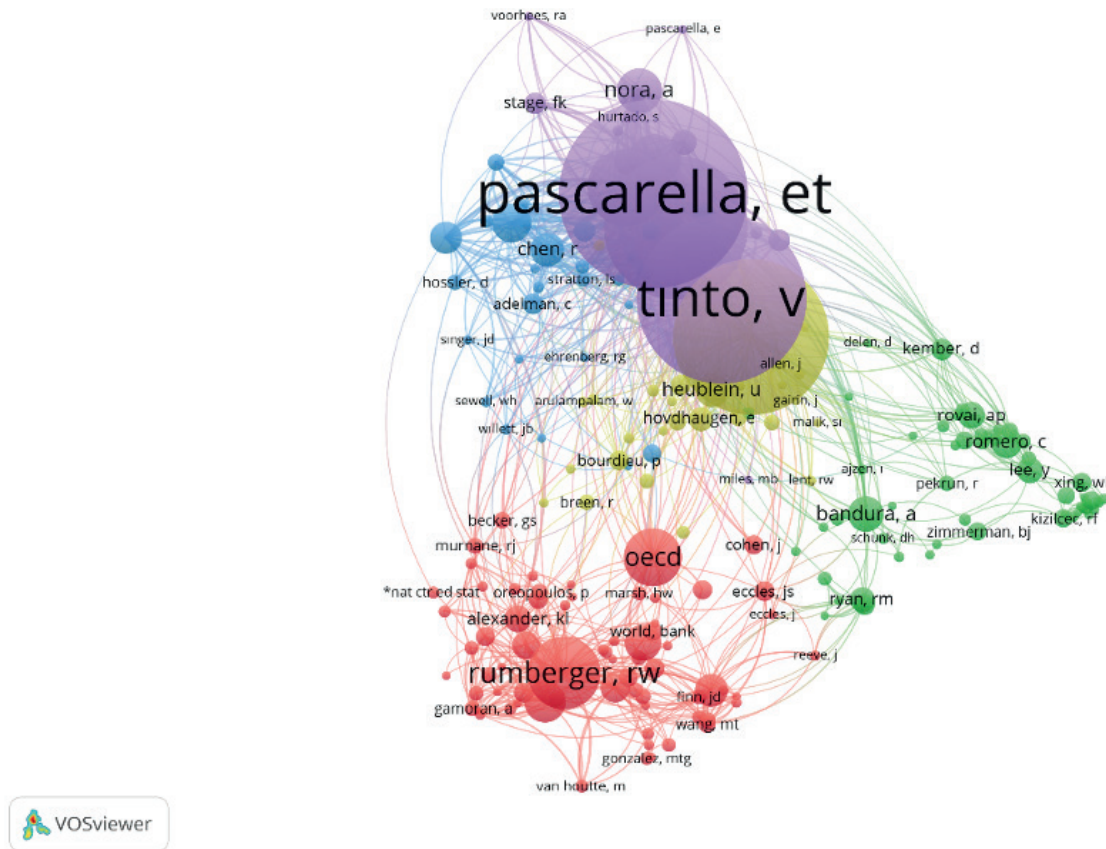 voorhees, ra
pascarella, e
nora, a
stage, fk
hurtado, s
pascarella, et
chen, r
hossler, d
stratton, ls
adelman, c
tinto, v
singer, jd
delen, d
kember, d
ehrenberg, rg
allen, j
heublein, u
sewell, wh
arulampalam, w
gairin, j
hovdhaugen, e
malik, si
rovai, ap
willett, jb
romero, c
bourdieu, p
ajzen, i
lee, y
miles, mb
lent, rw
pekrun, r
xing, w
breen, r
bandura, a
kizilcec, rf
becker, gs
schunk, dh
zimmerman, bj
murnane, rj
oecd
cohen, j
*nat ctr ed stat
oreopoulos, p
marsh, hw
eccles, js
ryan, rm
alexander, kl
eccles, j
world, bank
reeve, j
rumberger, rw
finn, jd
gamoran, a
wang, mt
gonzalez, mtg
van houtte, m
VOSviewer